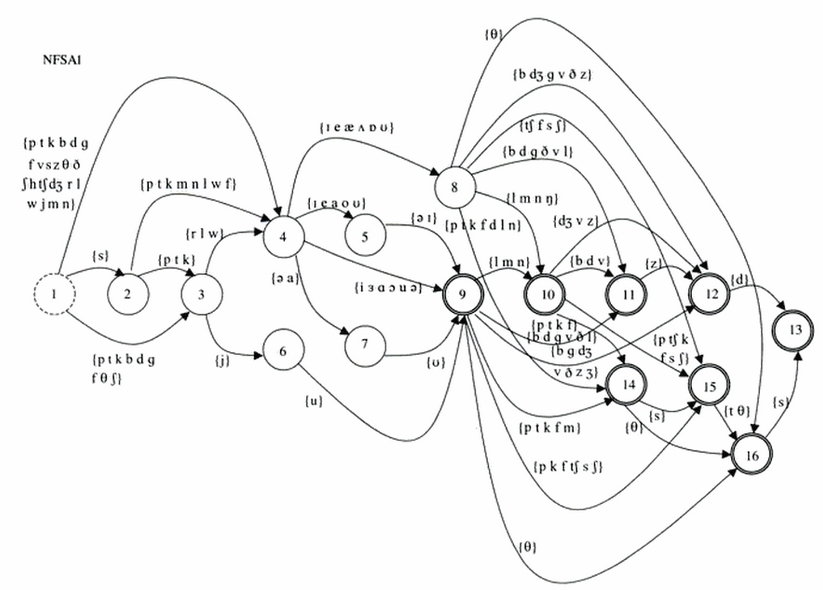 {θ}
NFSA1
{b dʒ g v ð z}
{ɪ e æ ʌ ɒ ʊ}
{tʃ f s ʃ}
{p t k b d g
f v s z θ ð
ʃ h tʃ dʒ r l
w j m n}
{b d g ð v l}
{p t k m n l w f}
8
{l m n ŋ}
{ɪ e a o ʊ}
{r l w}
4
5
{ə ɪ}
{p t k f d l n}
{dʒ v z}
{s}
{p t k}
{l m n}
{b d v}
{z}
{d}
{ə a}
{i ɜ ɑ ɔ u ə}
1
2
3
9
10
11
12
13
{p t k b d g
f θ ʃ}
{j}
6
7
{ʊ}
{p t k f}
{b d g v ð l}
{b g dʒ
v ð z ʒ}
{p tʃ k
f s ʃ}
{u}
14
15
{s}
{t θ}
{s}
{p t k f m}
{θ}
16
{p k f tʃ s ʃ}
{θ}